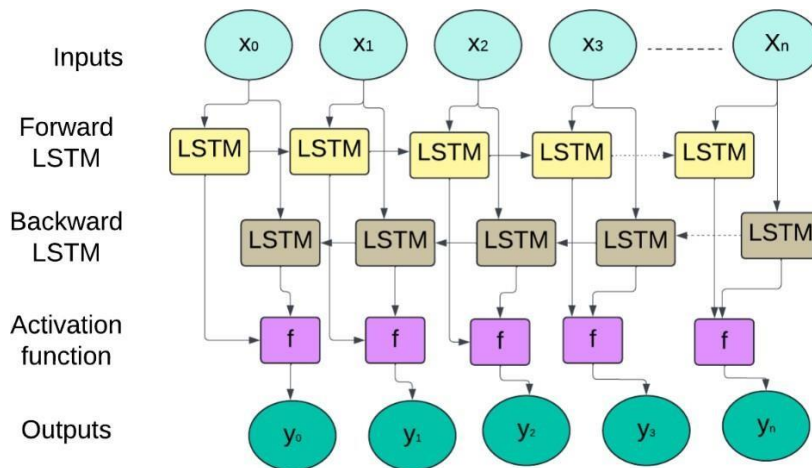 Inputs
x₀ x₁ x₂ x₃ Xₙ
Forward
LSTM
LSTM LSTM LSTM LSTM LSTM
Backward
LSTM
LSTM LSTM LSTM LSTM LSTM
Activation
function
f f f f f
Outputs
y₀ y₁ y₂ y₃ yₙ